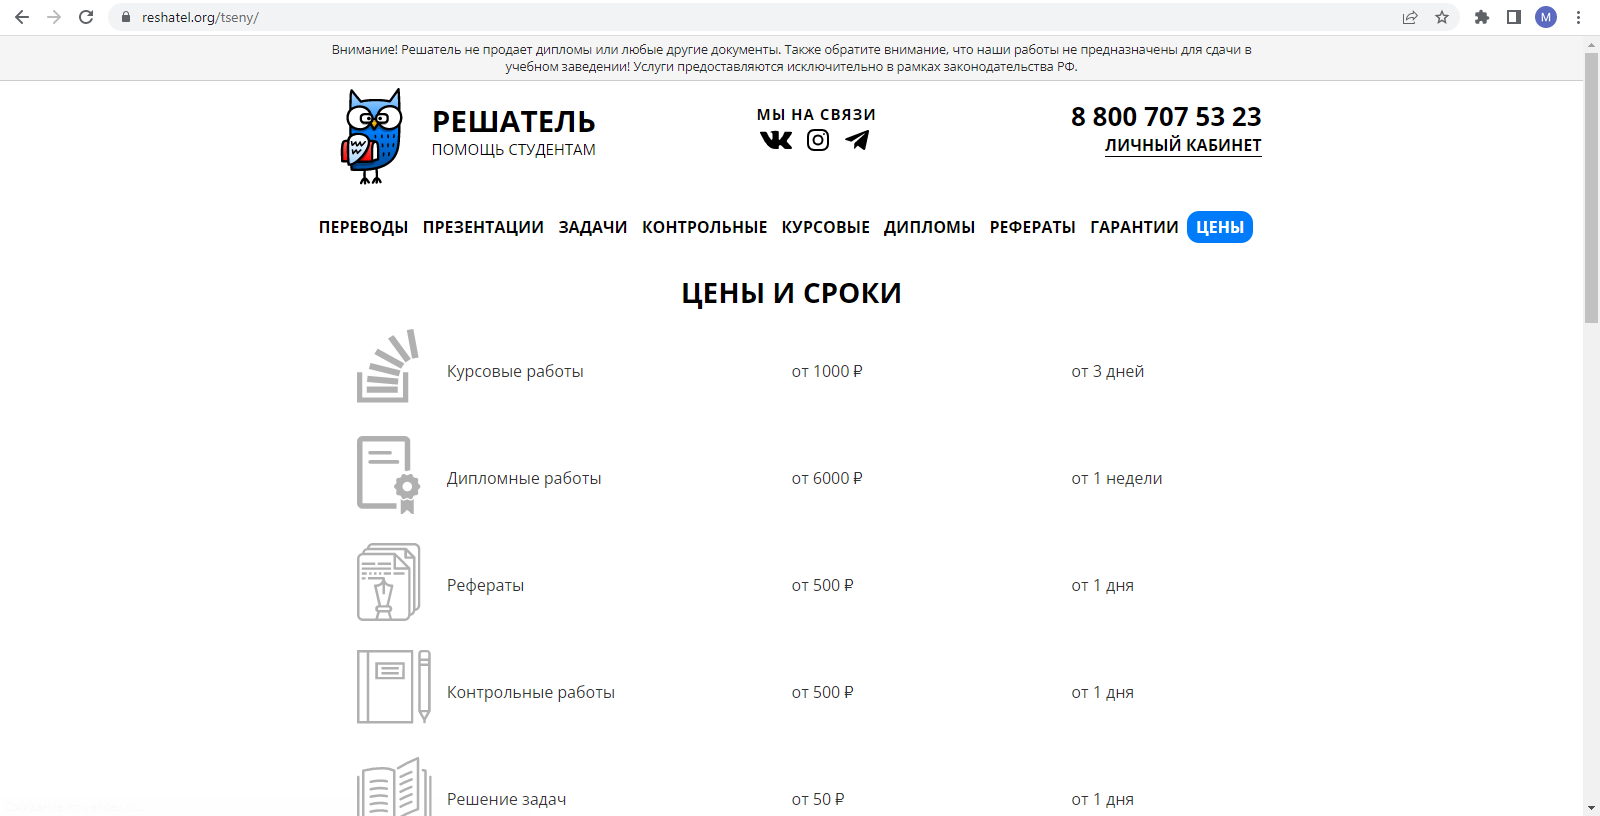 reshatel.org/tseny/
M
Внимание! Решатель не продает дипломы или любые другие документы. Также обратите внимание, что наши работы не предназначены для сдачи в
учебном заведении! Услуги предоставляются исключительно в рамках законодательства РФ.
РЕШАТЕЛЬ
ПОМОЩЬ СТУДЕНТАМ
МЫ НА СВЯЗИ
8 800 707 53 23
ЛИЧНЫЙ КАБИНЕТ
ПЕРЕВОДЫ ПРЕЗЕНТАЦИИ ЗАДАЧИ КОНТРОЛЬНЫЕ КУРСОВЫЕ ДИПЛОМЫ РЕФЕРАТЫ ГАРАНТИИ ЦЕНЫ
ЦЕНЫ И СРОКИ
Курсовые работы от 1000 ₽ от 3 дней
Дипломные работы от 6000 ₽ от 1 недели
Рефераты от 500 ₽ от 1 дня
Контрольные работы от 500 ₽ от 1 дня
Решение задач от 50 ₽ от 1 дня